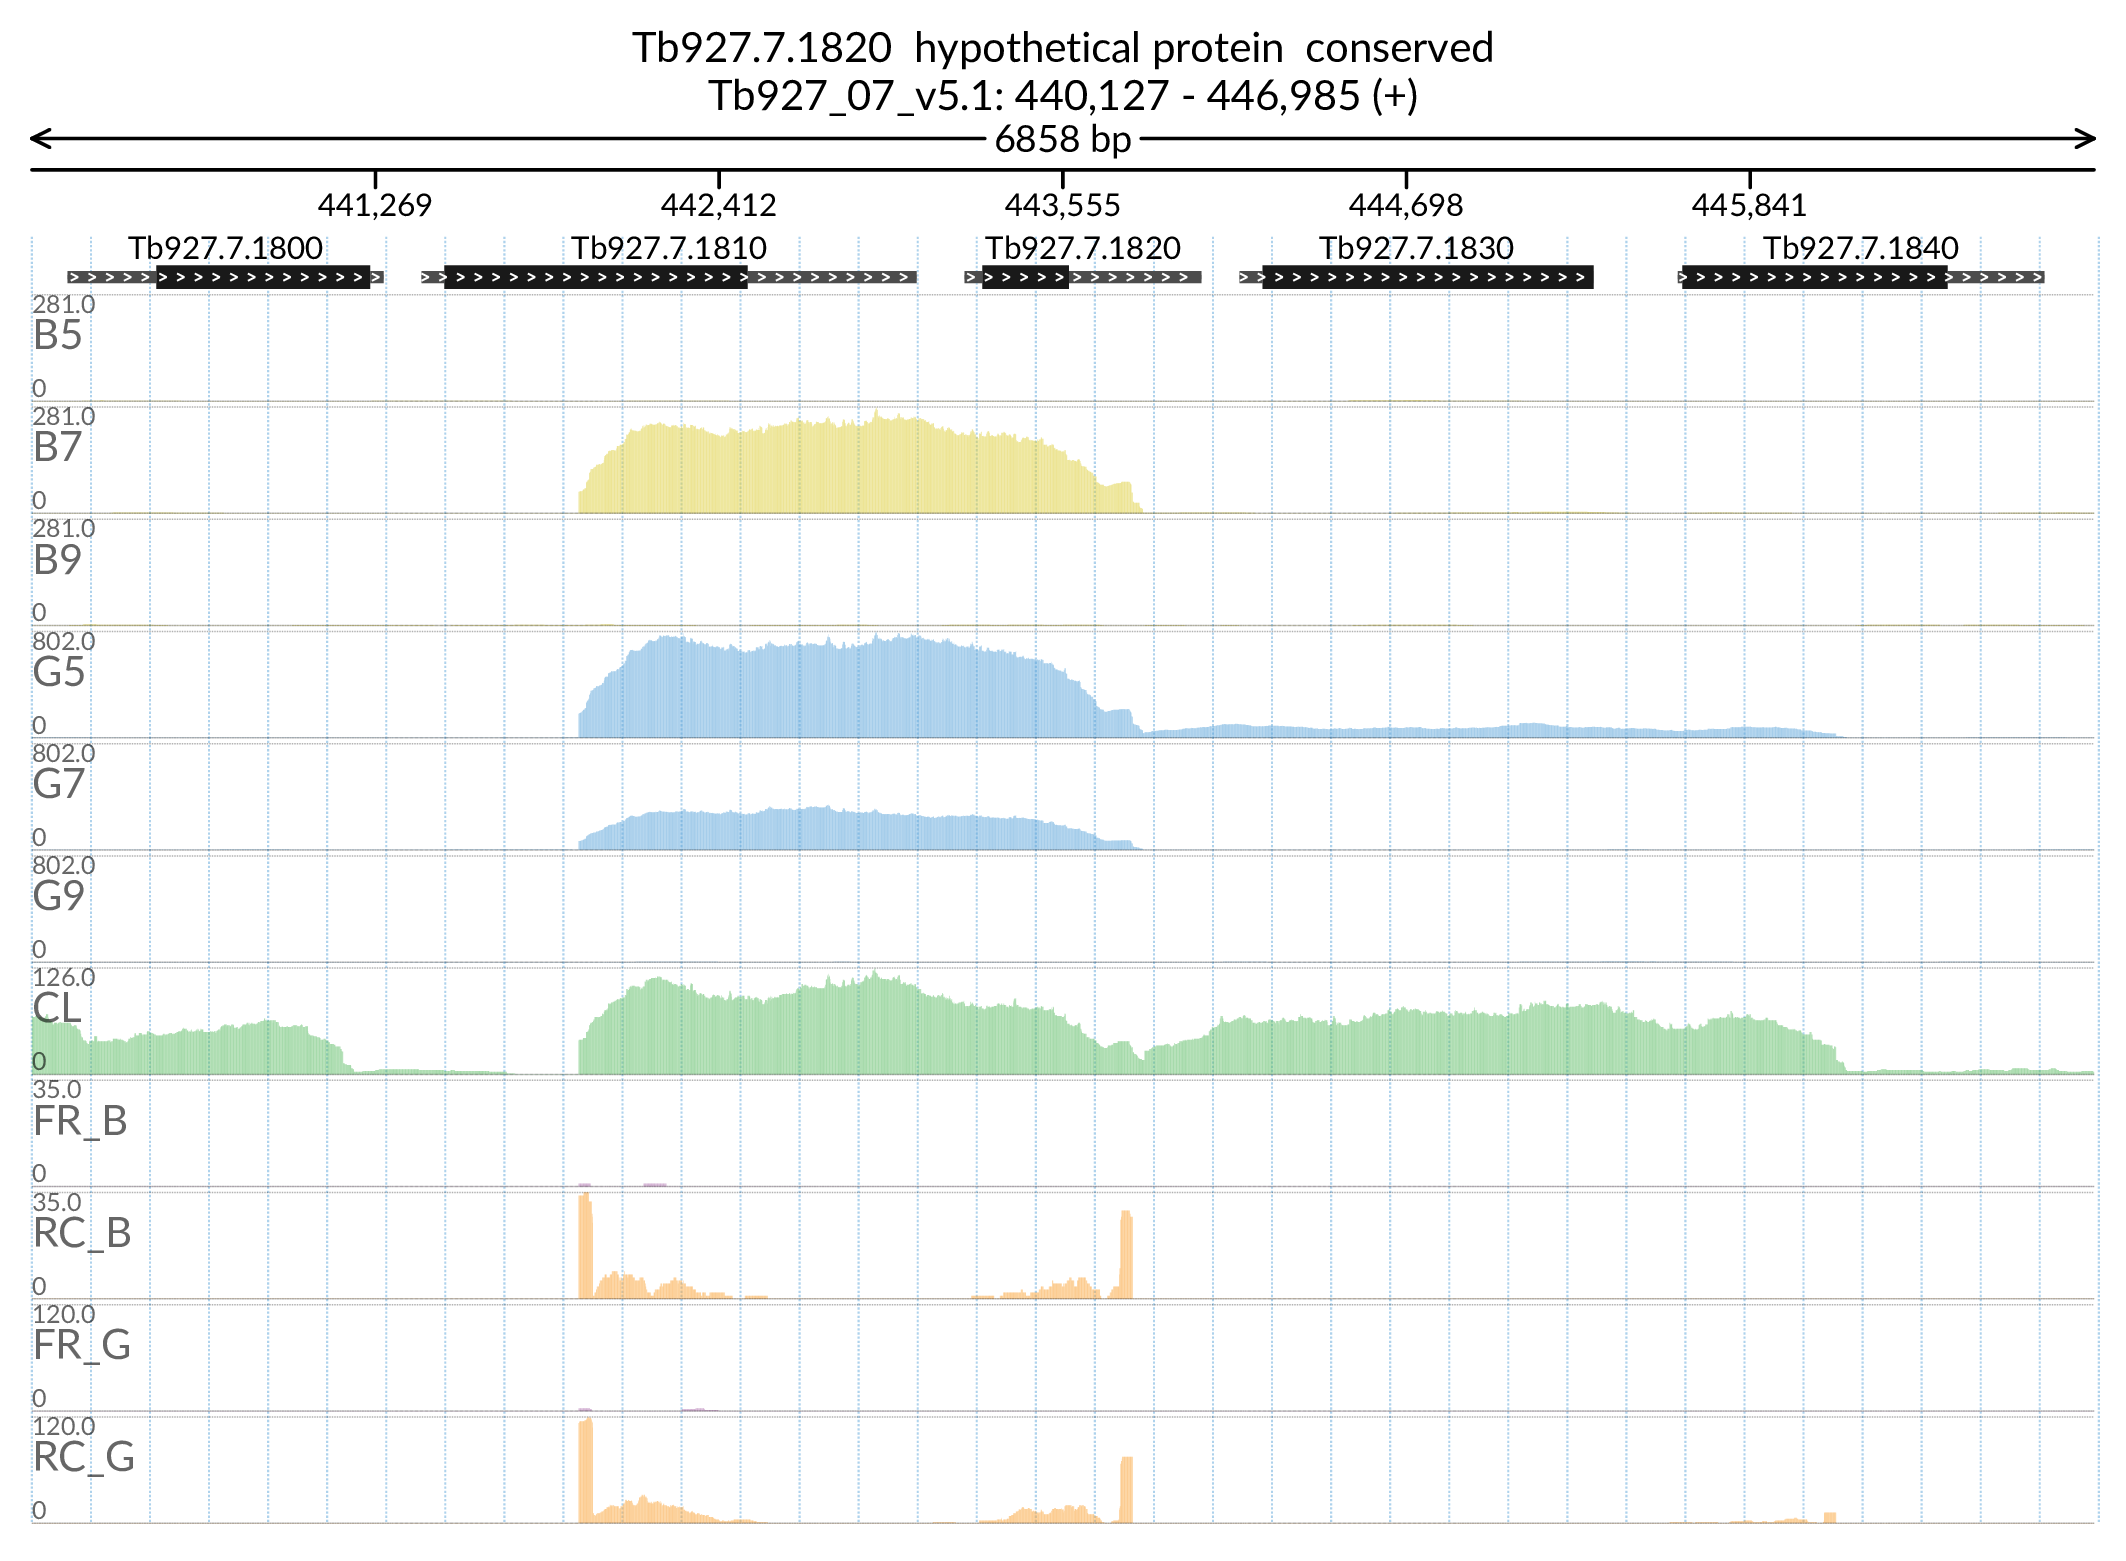 Tb927.7.1820 hypothetical protein conserved
Tb927_07_v5.1: 440,127 - 446,985 (+)
6858 bp
441,269 442,412 443,555 444,698 445,841
Tb927.7.1800 Tb927.7.1810 Tb927.7.1820 Tb927.7.1830 Tb927.7.1840
281.0
B5
0
281.0
B7
0
281.0
B9
0
802.0
G5
0
802.0
G7
0
802.0
G9
0
126.0
CL
0
35.0
FR_B
0
35.0
RC_B
0
120.0
FR_G
0
120.0
RC_G
0